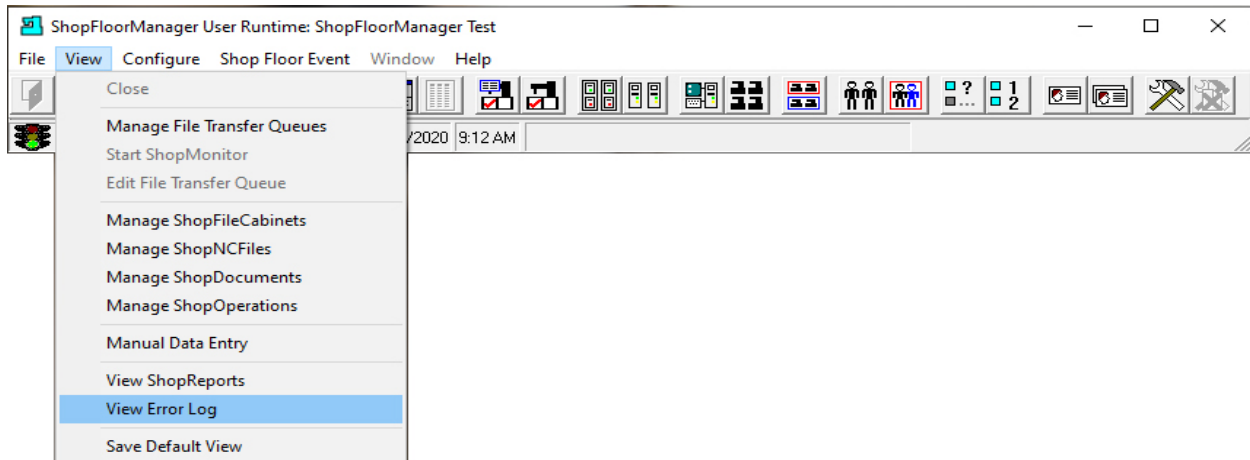 ShopFloorManager User Runtime: ShopFloorManager Test
File View Configure Shop Floor Event Window Help
Close
Manage File Transfer Queues
/2020 9:12 AM
Start ShopMonitor
Edit File Transfer Queue
Manage ShopFileCabinets
Manage ShopNCFiles
Manage ShopDocuments
Manage ShopOperations
Manual Data Entry
View ShopReports
View Error Log
Save Default View